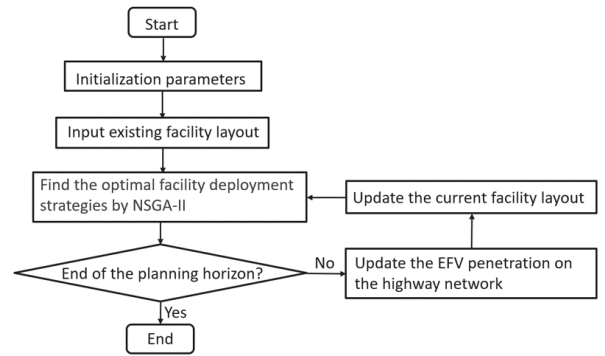 Start
Initialization parameters
Input existing facility layout
Find the optimal facility deployment
strategies by NSGA-II
Update the current facility layout
End of the planning horizon?
No
Update the EFV penetration on
the highway network
Yes
End